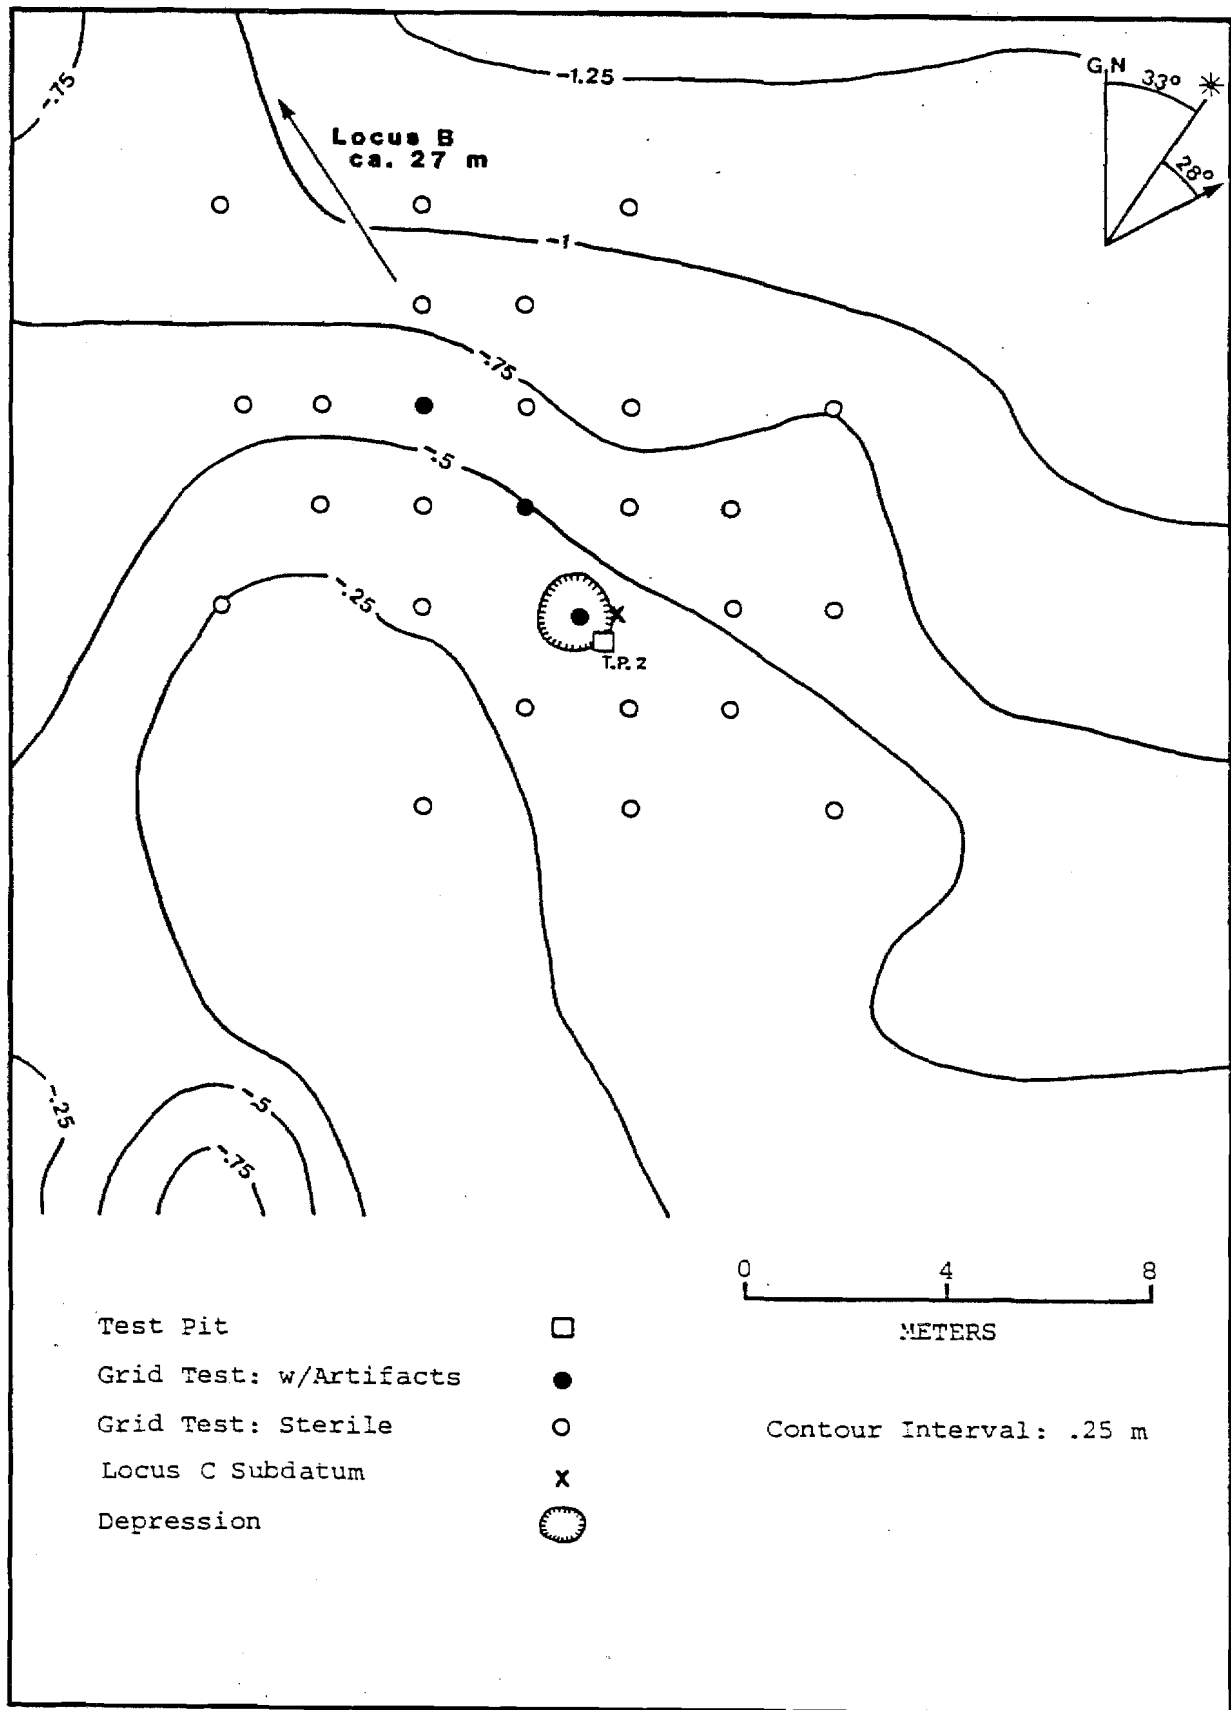 -.75
-1.25
G N
33°
28°
Locus B
ca. 27 m
-1
-.75
-.5
-.25
x
T.P. 2
-.25
-.5
-.75
0 4 8
METERS
Test Pit
Grid Test: w/Artifacts
Grid Test: Sterile
Locus C Subdatum x
Depression
Contour Interval: .25 m